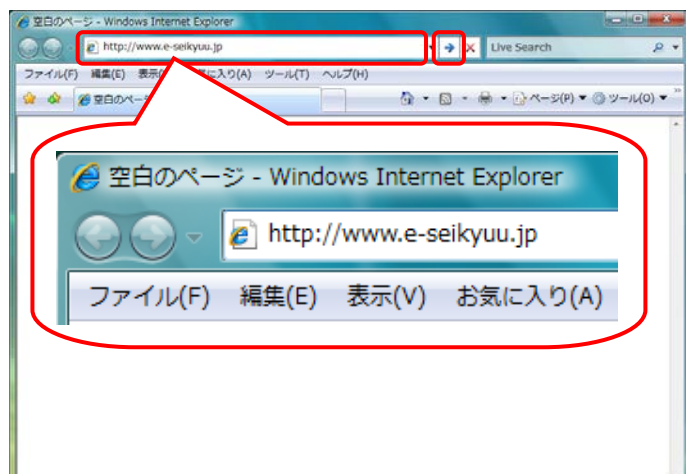 空白のページ - Windows Internet Explorer
http://www.e-seikyuu.jp
Live Search
ファイル(F) 編集(E) 表示 気に入り(A) ツール(T) ヘルプ(H)
空白のペー
ページ(P) ツール(O)
空白のページ - Windows Internet Explorer
http://www.e-seikyuu.jp
ファイル(F) 編集(E) 表示(V) お気に入り(A)